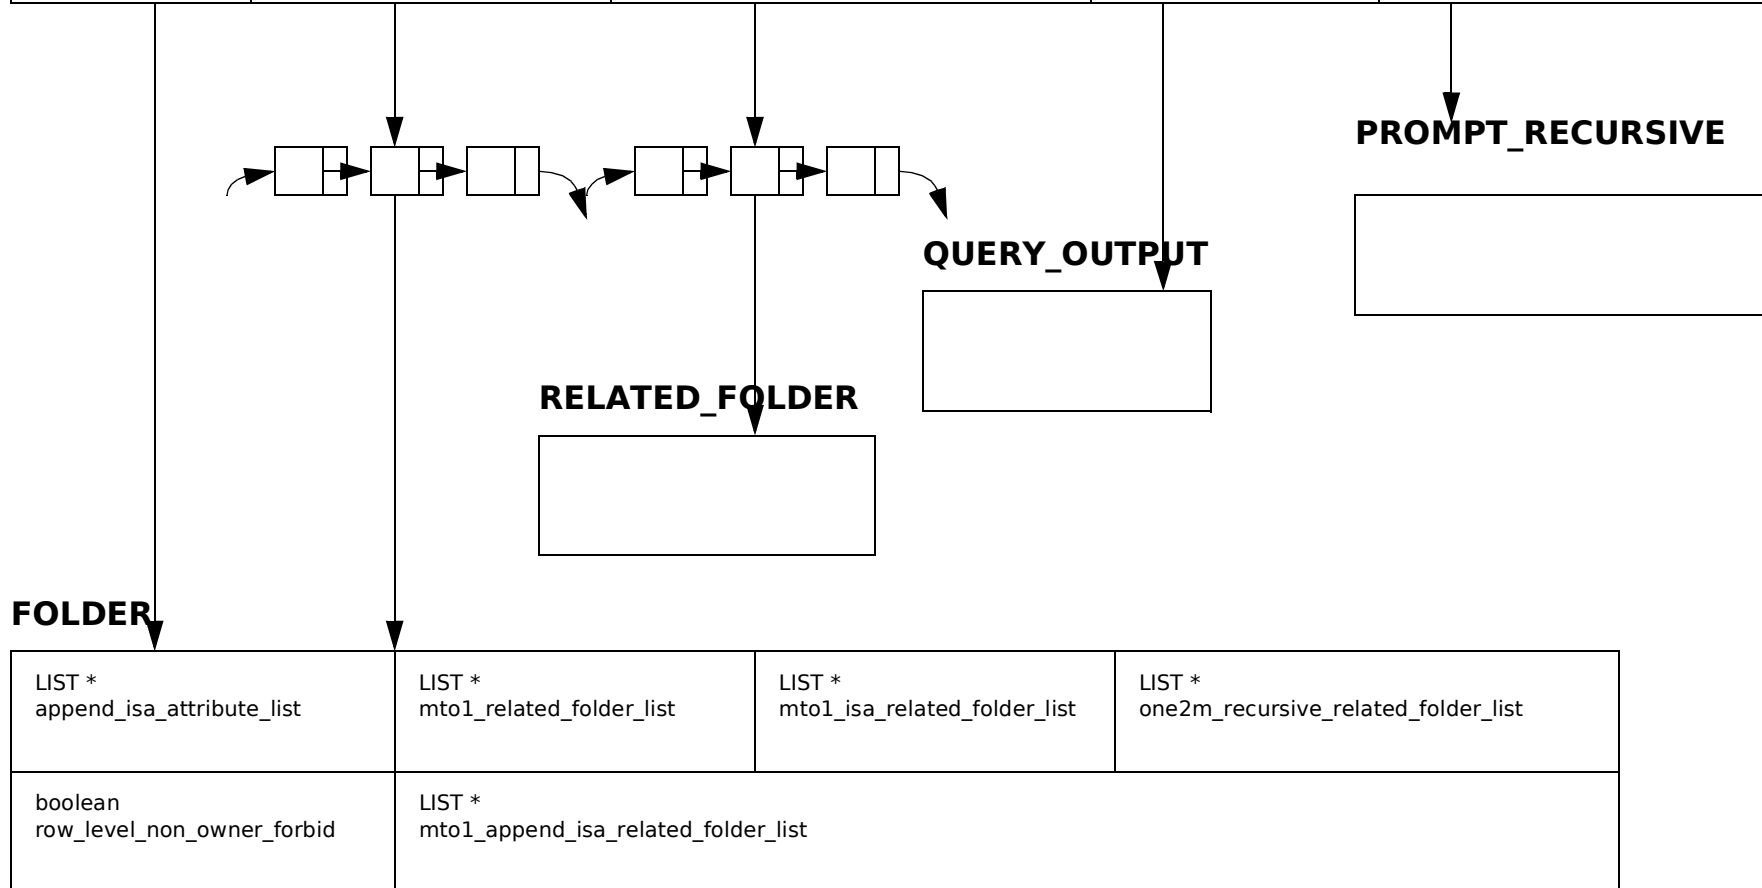 PROMPT_RECURSIVE
QUERY_OUTPUT
RELATED_FOLDER
FOLDER
LIST *
append_isa_attribute_list
LIST *
mto1_related_folder_list
LIST *
mto1_isa_related_folder_list
LIST *
one2m_recursive_related_folder_list
boolean
row_level_non_owner_forbid
LIST *
mto1_append_isa_related_folder_list